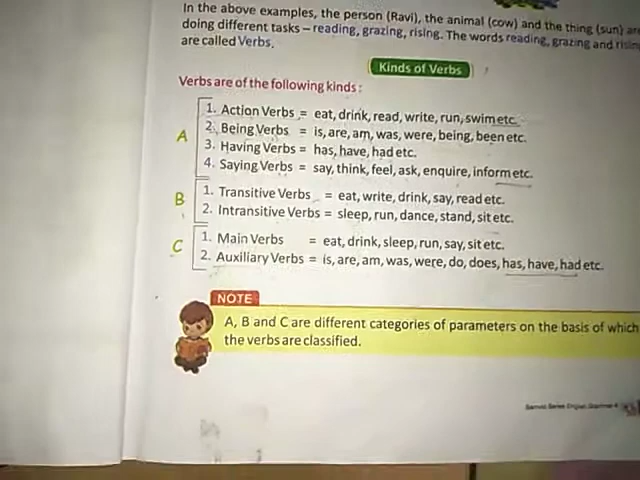 In the above examples, the person (Ravi), the animal (cow) and the thing (sun) are
doing different tasks – reading, grazing, rising. The words reading, grazing and rising
are called Verbs.
Kinds of Verbs
Verbs are of the following kinds :
A
1. Action Verbs = eat, drink, read, write, run, swim etc.
2. Being Verbs = is, are, am, was, were, being, been etc.
3. Having Verbs = has, have, had etc.
4. Saying Verbs = say, think, feel, ask, enquire, inform etc.
B
1. Transitive Verbs = eat, write, drink, say, read etc.
2. Intransitive Verbs = sleep, run, dance, stand, sit etc.
C
1. Main Verbs = eat, drink, sleep, run, say, sit etc.
2. Auxiliary Verbs = is, are, am, was, were, do, does, has, have, had etc.
NOTE
A, B and C are different categories of parameters on the basis of which
the verbs are classified.
Series English Grammar-4